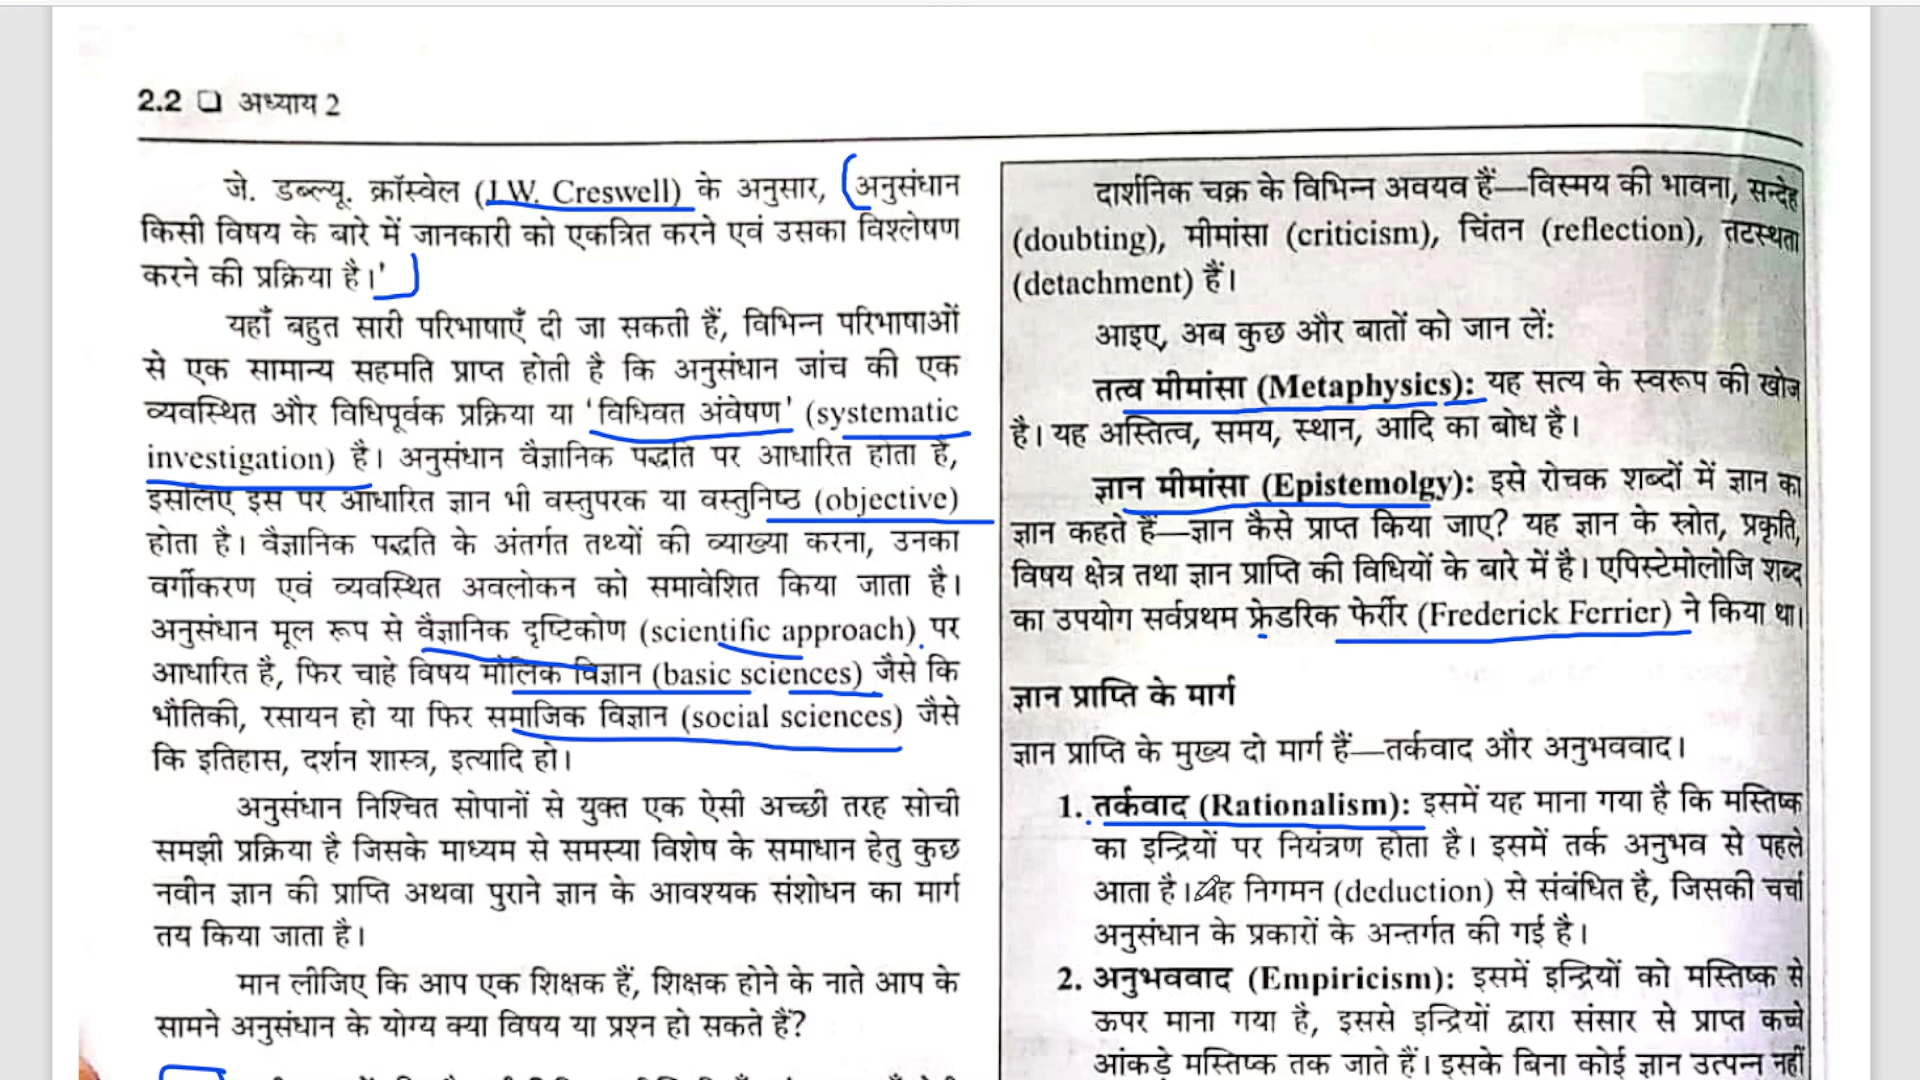 2.2 ❑ अध्याय 2
जे. डब्ल्यू. क्रॉस्वेल (J.W. Creswell) के अनुसार, 'अनुसंधान
किसी विषय के बारे में जानकारी को एकत्रित करने एवं उसका विश्लेषण
करने की प्रक्रिया है।'
यहाँ बहुत सारी परिभाषाएँ दी जा सकती हैं, विभिन्न परिभाषाओं
से एक सामान्य सहमति प्राप्त होती है कि अनुसंधान जांच की एक
व्यवस्थित और विधिपूर्वक प्रक्रिया या 'विधिवत अंवेषण' (systematic
investigation) है। अनुसंधान वैज्ञानिक पद्धति पर आधारित होता है,
इसलिए इस पर आधारित ज्ञान भी वस्तुपरक या वस्तुनिष्ठ (objective)
होता है। वैज्ञानिक पद्धति के अंतर्गत तथ्यों की व्याख्या करना, उनका
वर्गीकरण एवं व्यवस्थित अवलोकन को समावेशित किया जाता है।
अनुसंधान मूल रूप से वैज्ञानिक दृष्टिकोण (scientific approach) पर
आधारित है, फिर चाहे विषय मौलिक विज्ञान (basic sciences) जैसे कि
भौतिकी, रसायन हो या फिर समाजिक विज्ञान (social sciences) जैसे
कि इतिहास, दर्शन शास्त्र, इत्यादि हो।
अनुसंधान निश्चित सोपानों से युक्त एक ऐसी अच्छी तरह सोची
समझी प्रक्रिया है जिसके माध्यम से समस्या विशेष के समाधान हेतु कुछ
नवीन ज्ञान की प्राप्ति अथवा पुराने ज्ञान के आवश्यक संशोधन का मार्ग
तय किया जाता है।
मान लीजिए कि आप एक शिक्षक हैं, शिक्षक होने के नाते आप के
सामने अनुसंधान के योग्य क्या विषय या प्रश्न हो सकते हैं?
दार्शनिक चक्र के विभिन्न अवयव हैं—विस्मय की भावना, सन्देह
(doubting), मीमांसा (criticism), चिंतन (reflection), तटस्थता
(detachment) हैं।
आइए, अब कुछ और बातों को जान लें:
तत्व मीमांसा (Metaphysics): यह सत्य के स्वरूप की खोज
है। यह अस्तित्व, समय, स्थान, आदि का बोध है।
ज्ञान मीमांसा (Epistemolgy): इसे रोचक शब्दों में ज्ञान का
ज्ञान कहते हैं—ज्ञान कैसे प्राप्त किया जाए? यह ज्ञान के स्त्रोत, प्रकृति,
विषय क्षेत्र तथा ज्ञान प्राप्ति की विधियों के बारे में है। एपिस्टेमोलोजि शब्द
का उपयोग सर्वप्रथम फ्रेडरिक फेर्रीर (Frederick Ferrier) ने किया था।
ज्ञान प्राप्ति के मार्ग
ज्ञान प्राप्ति के मुख्य दो मार्ग हैं—तर्कवाद और अनुभववाद।
1. तर्कवाद (Rationalism): इसमें यह माना गया है कि मस्तिष्क
का इन्द्रियों पर नियंत्रण होता है। इसमें तर्क अनुभव से पहले
आता है। यह निगमन (deduction) से संबंधित है, जिसकी चर्चा
अनुसंधान के प्रकारों के अन्तर्गत की गई है।
2. अनुभववाद (Empiricism): इसमें इन्द्रियों को मस्तिष्क से
ऊपर माना गया है, इससे इन्द्रियों द्वारा संसार से प्राप्त कच्चे
आंकड़े मस्तिष्क तक जाते हैं। इसके बिना कोई ज्ञान उत्पन्न नहीं